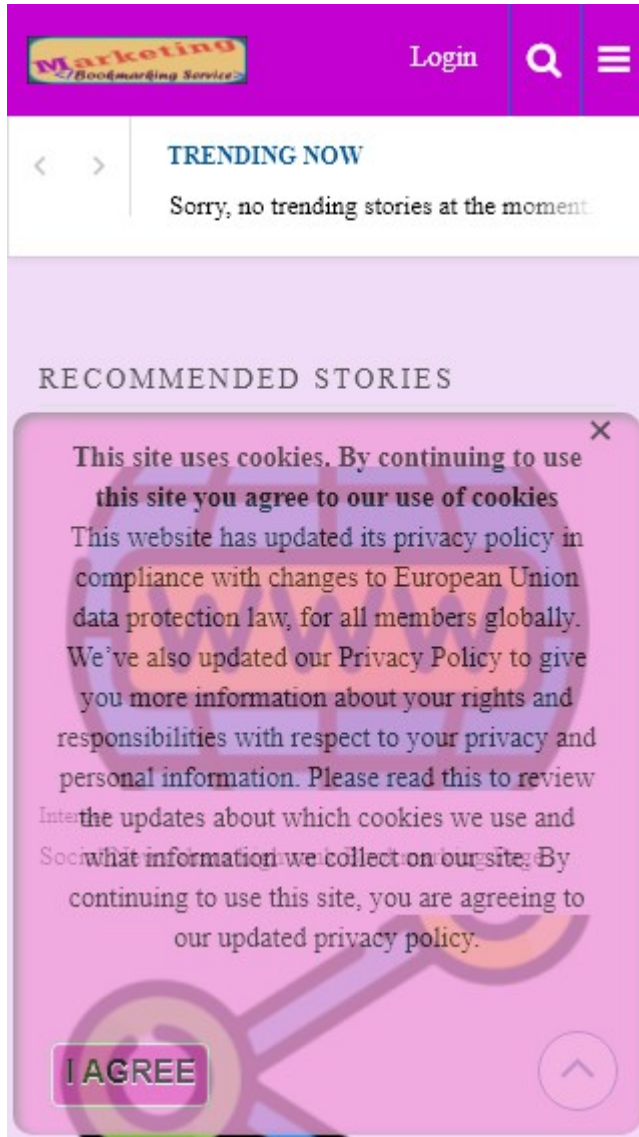 Marketing
</Bookmarking Service>
Login
TRENDING NOW
Sorry, no trending stories at the moment
RECOMMENDED STORIES
This site uses cookies. By continuing to use
this site you agree to our use of cookies
This website has updated its privacy policy in
compliance with changes to European Union
data protection law, for all members globally.
We've also updated our Privacy Policy to give
you more information about your rights and
responsibilities with respect to your privacy and
personal information. Please read this to review
the updates about which cookies we use and
what information we collect on our site. By
continuing to use this site, you are agreeing to
our updated privacy policy.
WWW
Internet
I AGREE